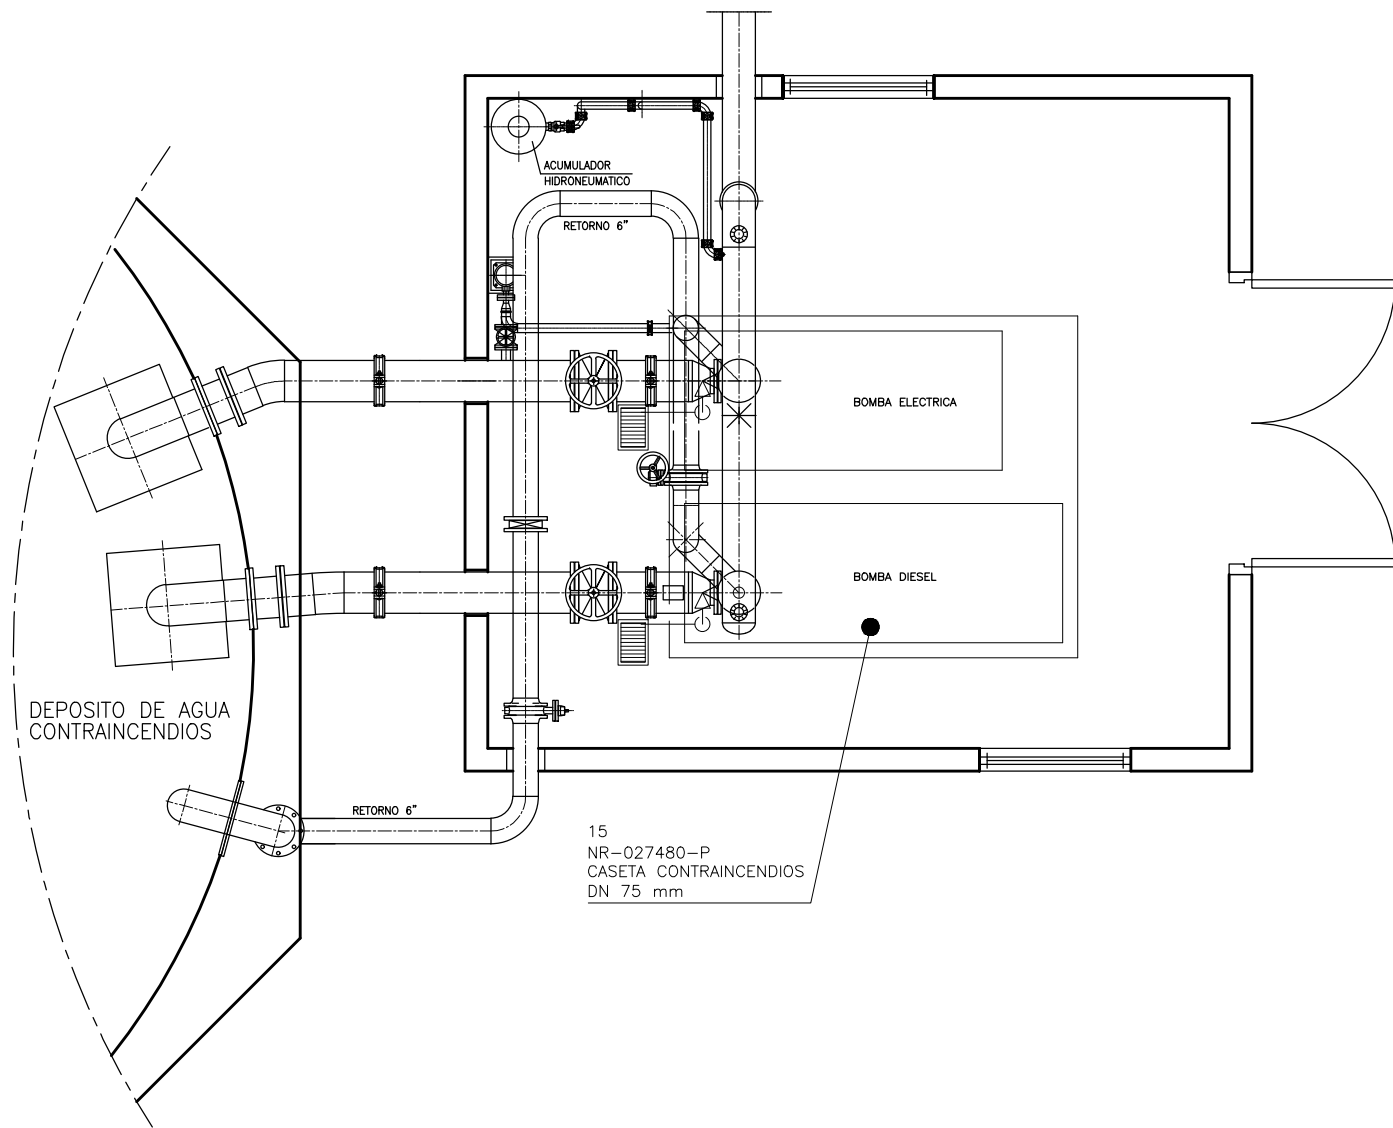 ACUMULADOR
HIDRONEUMATICO
RETORNO 6"
BOMBA ELECTRICA
BOMBA DIESEL
DEPOSITO DE AGUA
CONTRAINCENDIOS
RETORNO 6"
15
NR-027480-P
CASETA CONTRAINCENDIOS
DN 75 mm